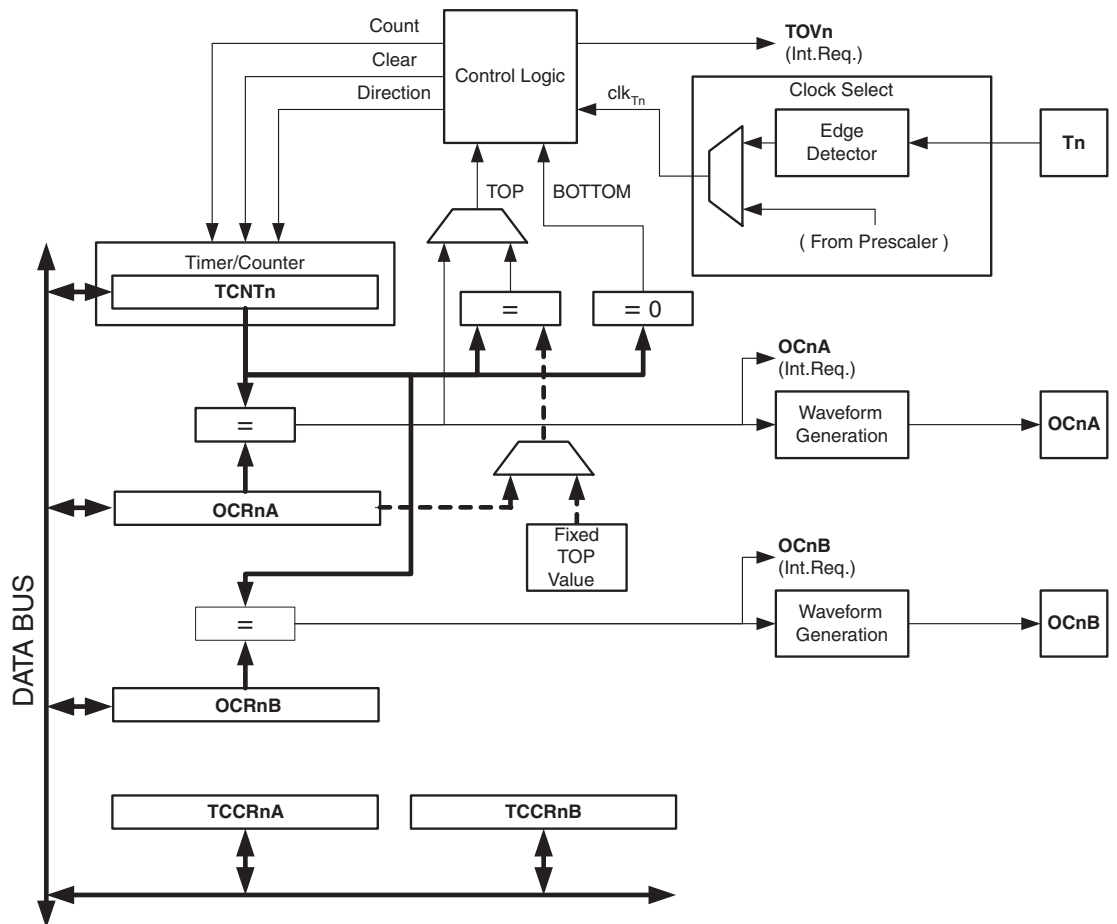 Count
Clear
Direction
Control Logic
TOVn
(Int.Req.)
clkTn
Clock Select
Edge
Detector
Tn
( From Prescaler )
TOP
BOTTOM
Timer/Counter
TCNTn
=
= 0
OCnA
(Int.Req.)
=
Waveform
Generation
OCnA
OCRnA
Fixed
TOP
Value
OCnB
(Int.Req.)
=
Waveform
Generation
OCnB
DATA BUS
OCRnB
TCCRnA
TCCRnB